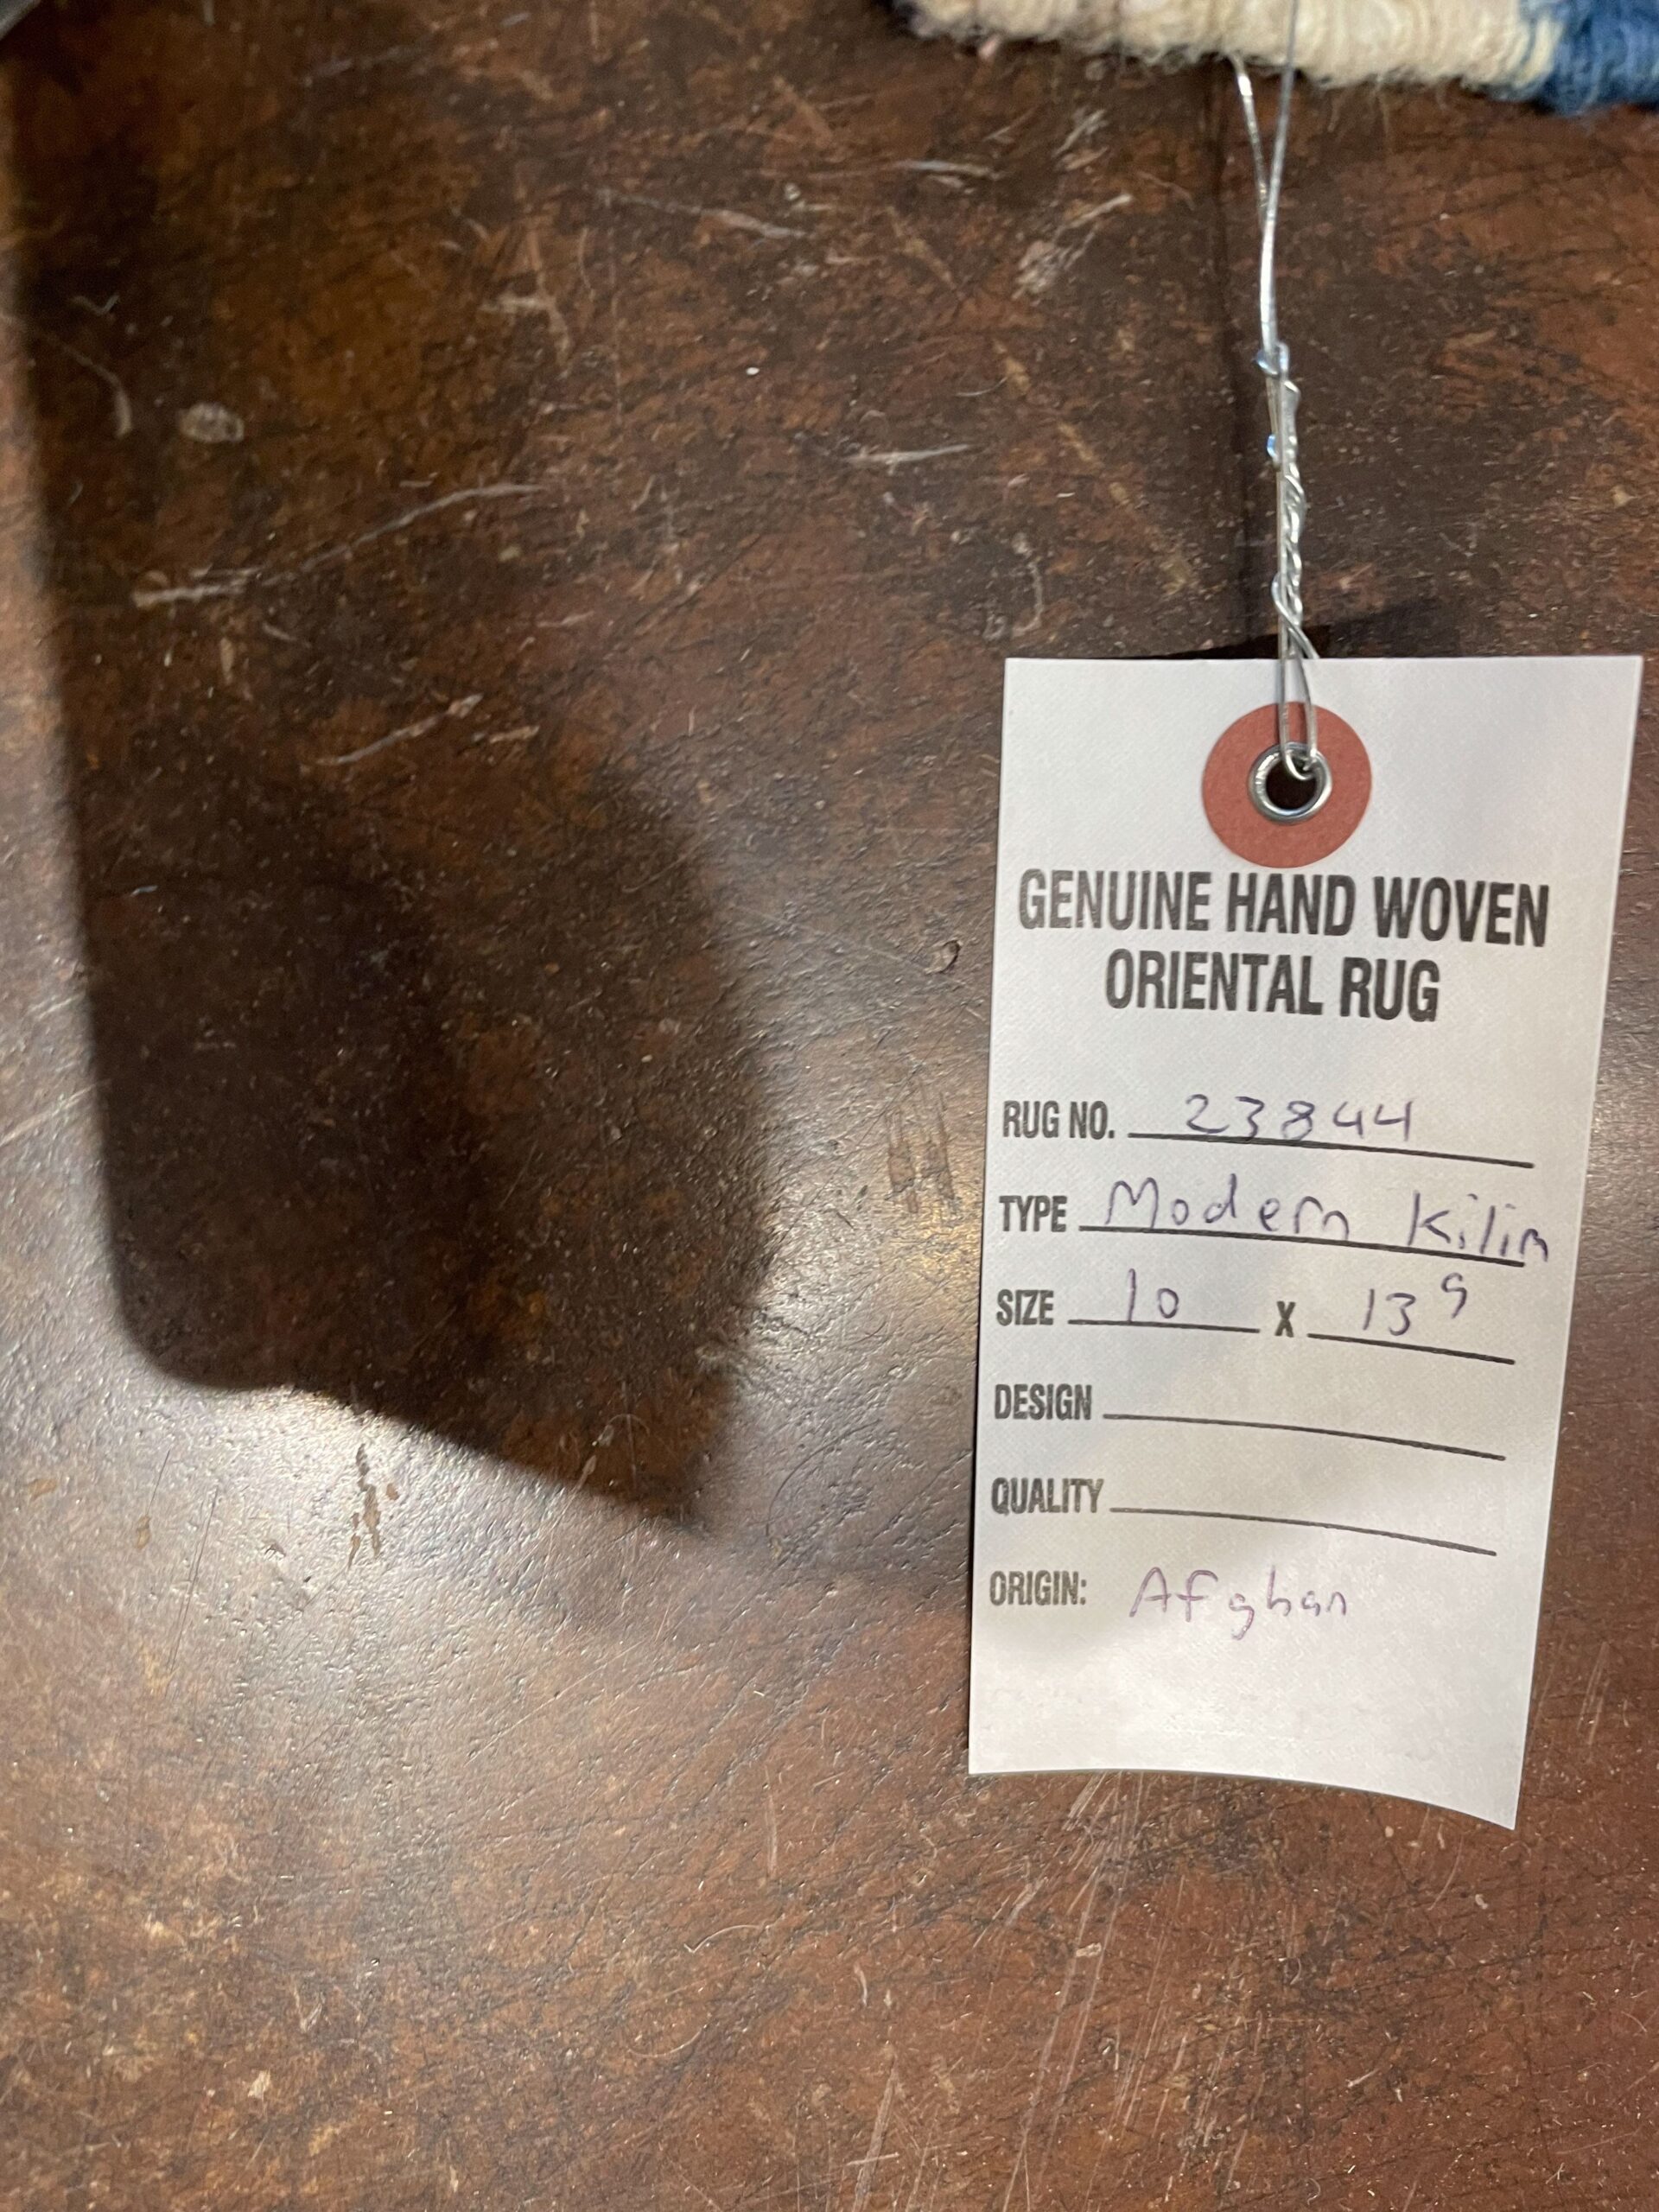 GENUINE HAND WOVEN
ORIENTAL RUG
RUG NO. 23844
TYPE Modern Kilim
SIZE 10 X 13 9
DESIGN
QUALITY
ORIGIN: Afghan